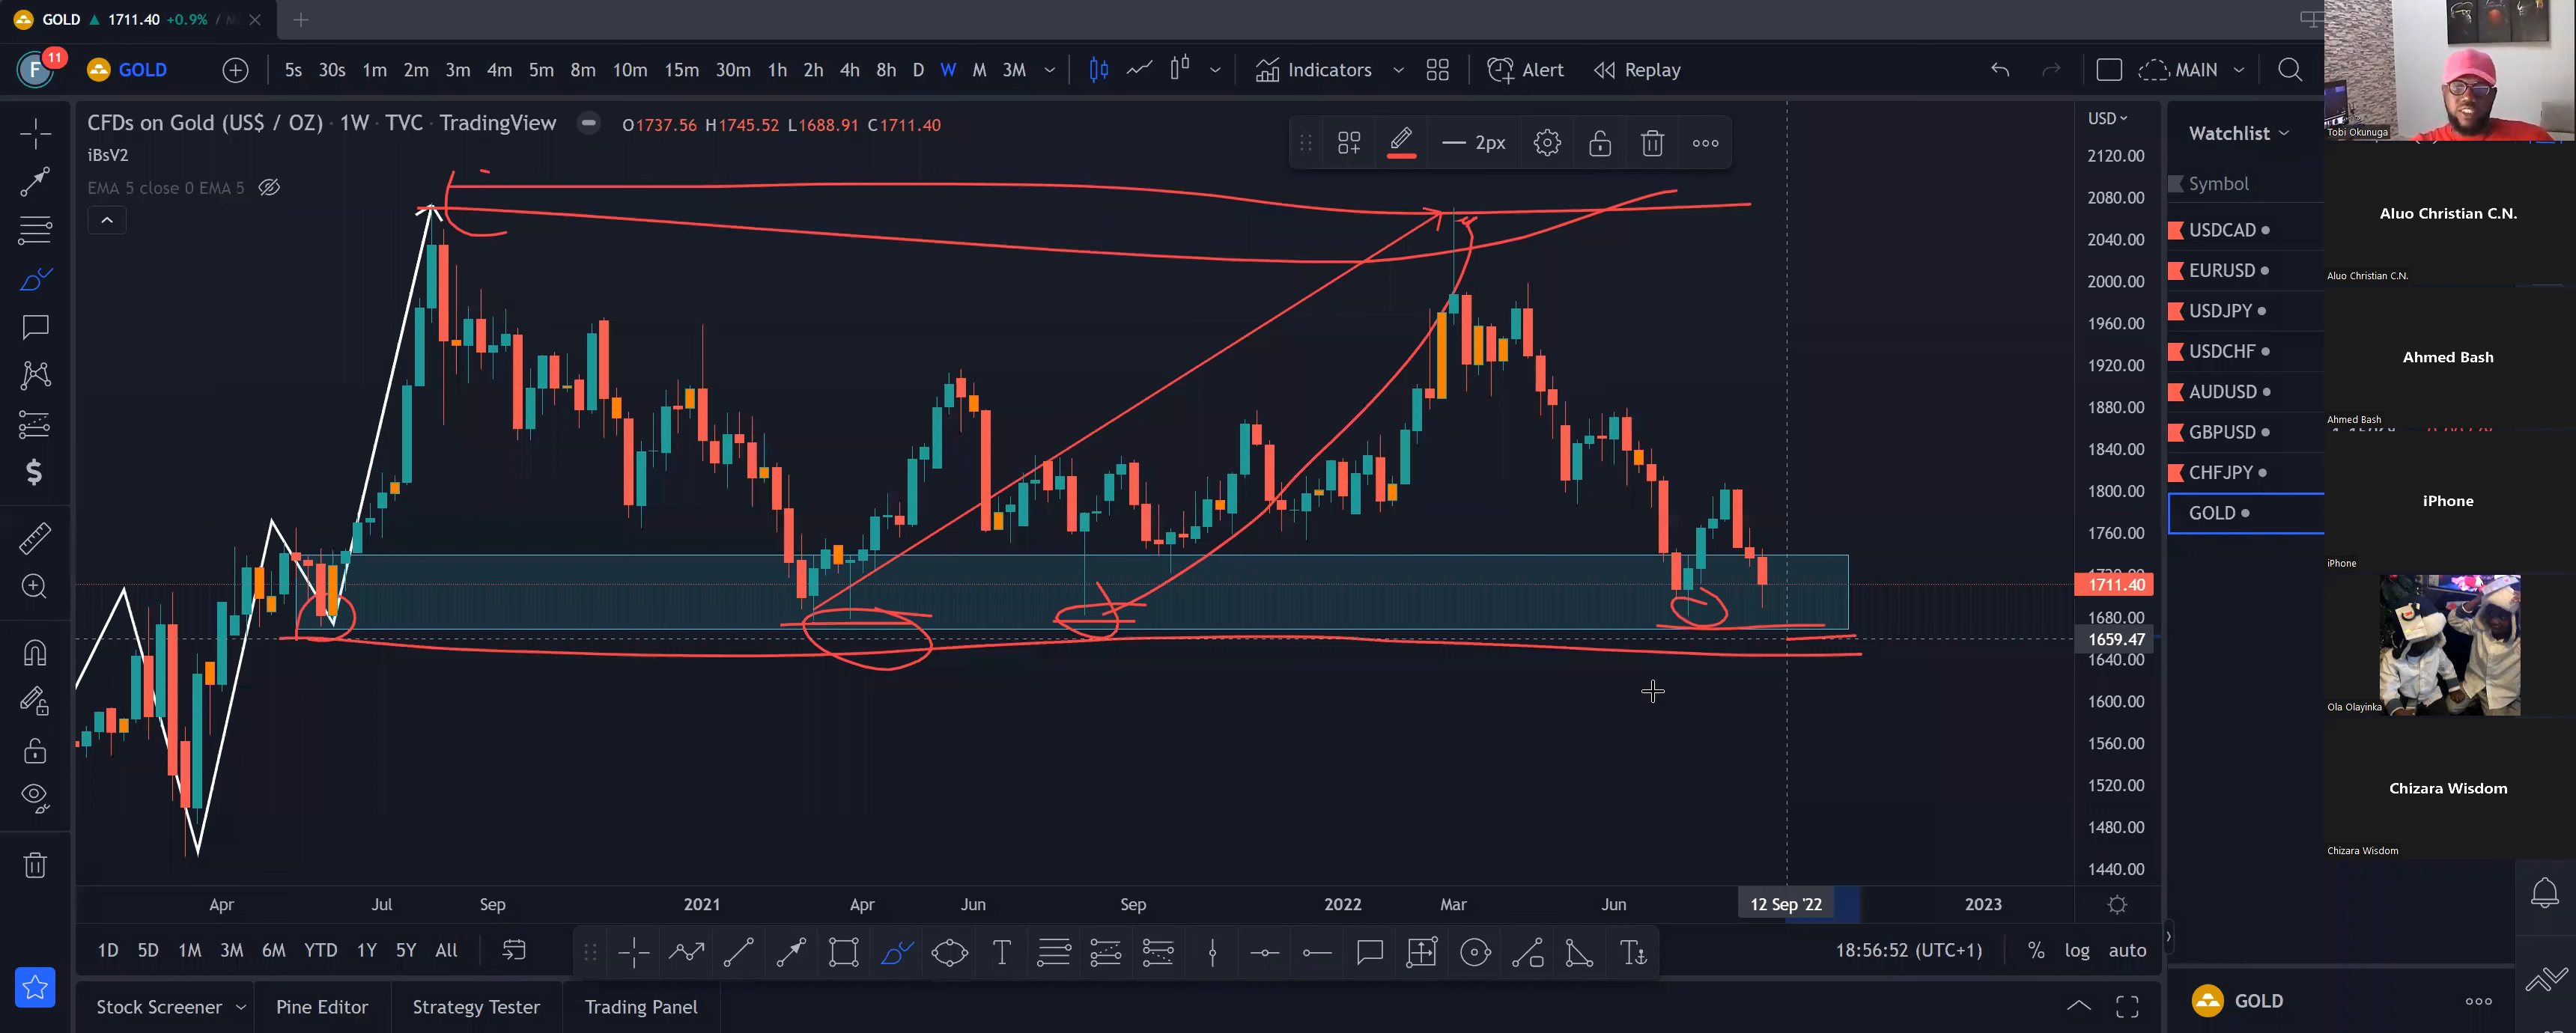 GOLD ▲ 1711.40 +0.9% /
F 11 GOLD 5s 30s 1m 2m 3m 4m 5m 8m 10m 15m 30m 1h 2h 4h 8h D W M 3M Indicators Alert Replay MAIN
CFDs on Gold (US$ / OZ) · 1W · TVC · TradingView O1737.56 H1745.52 L1688.91 C1711.40
iBsV2
EMA 5 close 0 EMA 5
2px
USD
2120.00
2080.00
2040.00
2000.00
1960.00
1920.00
1880.00
1840.00
1800.00
1760.00
1711.40
1680.00
1659.47
1640.00
1600.00
1560.00
1520.00
1480.00
1440.00
Apr Jul Sep 2021 Apr Jun Sep 2022 Mar Jun 12 Sep '22 2023
1D 5D 1M 3M 6M YTD 1Y 5Y All
18:56:52 (UTC+1) % log auto
Stock Screener Pine Editor Strategy Tester Trading Panel
Watchlist
Symbol
USDCAD
EURUSD
USDJPY
USDCHF
AUDUSD
GBPUSD
CHFJPY
GOLD
GOLD
Tobi Okunuga
Aluo Christian C.N.
Aluo Christian C.N.
Ahmed Bash
Ahmed Bash
iPhone
iPhone
Ola Olayinka
Chizara Wisdom
Chizara Wisdom